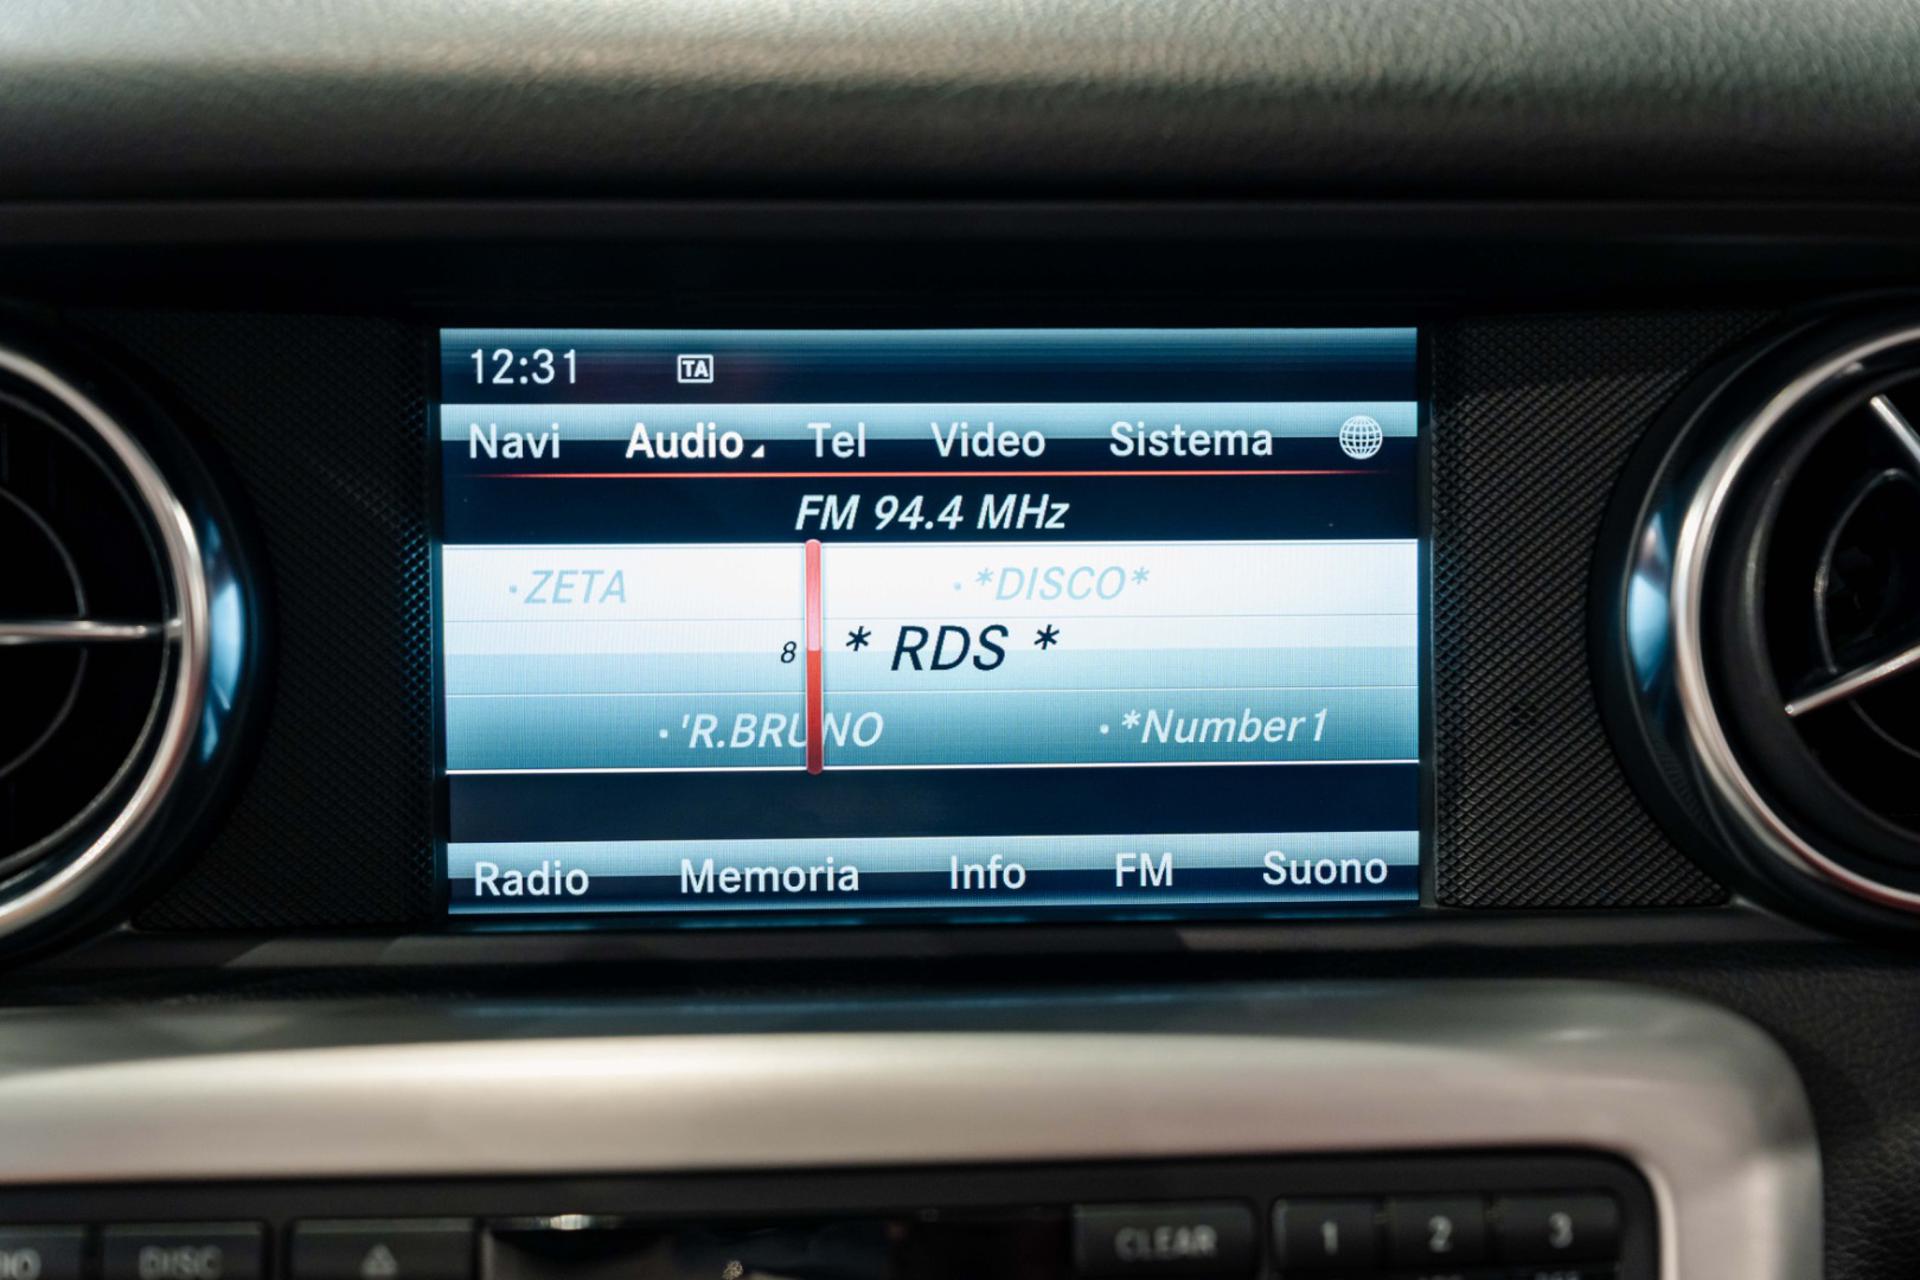 12:31 TA
Navi Audio Tel Video Sistema
FM 94.4 MHz
·ZETA ·*DISCO*
8 * RDS *
·'R.BRUNO ·*Number1
Radio Memoria Info FM Suono
DISC CLEAR 1 2 3